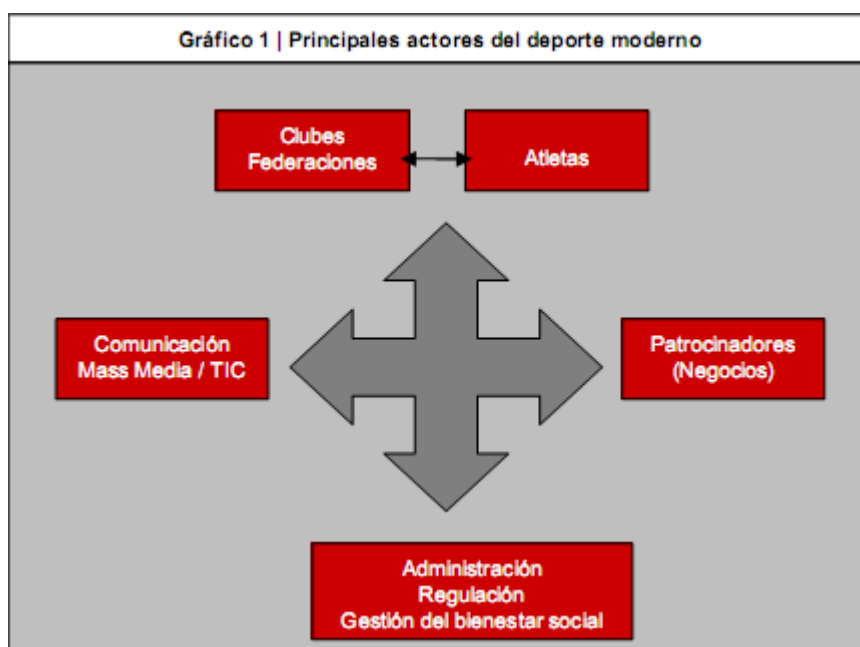 Gráfico 1 | Principales actores del deporte moderno
Clubes
Federaciones
Atletas
Comunicación
Mass Media / TIC
Patrocinadores
(Negocios)
Administración
Regulación
Gestión del bienestar social